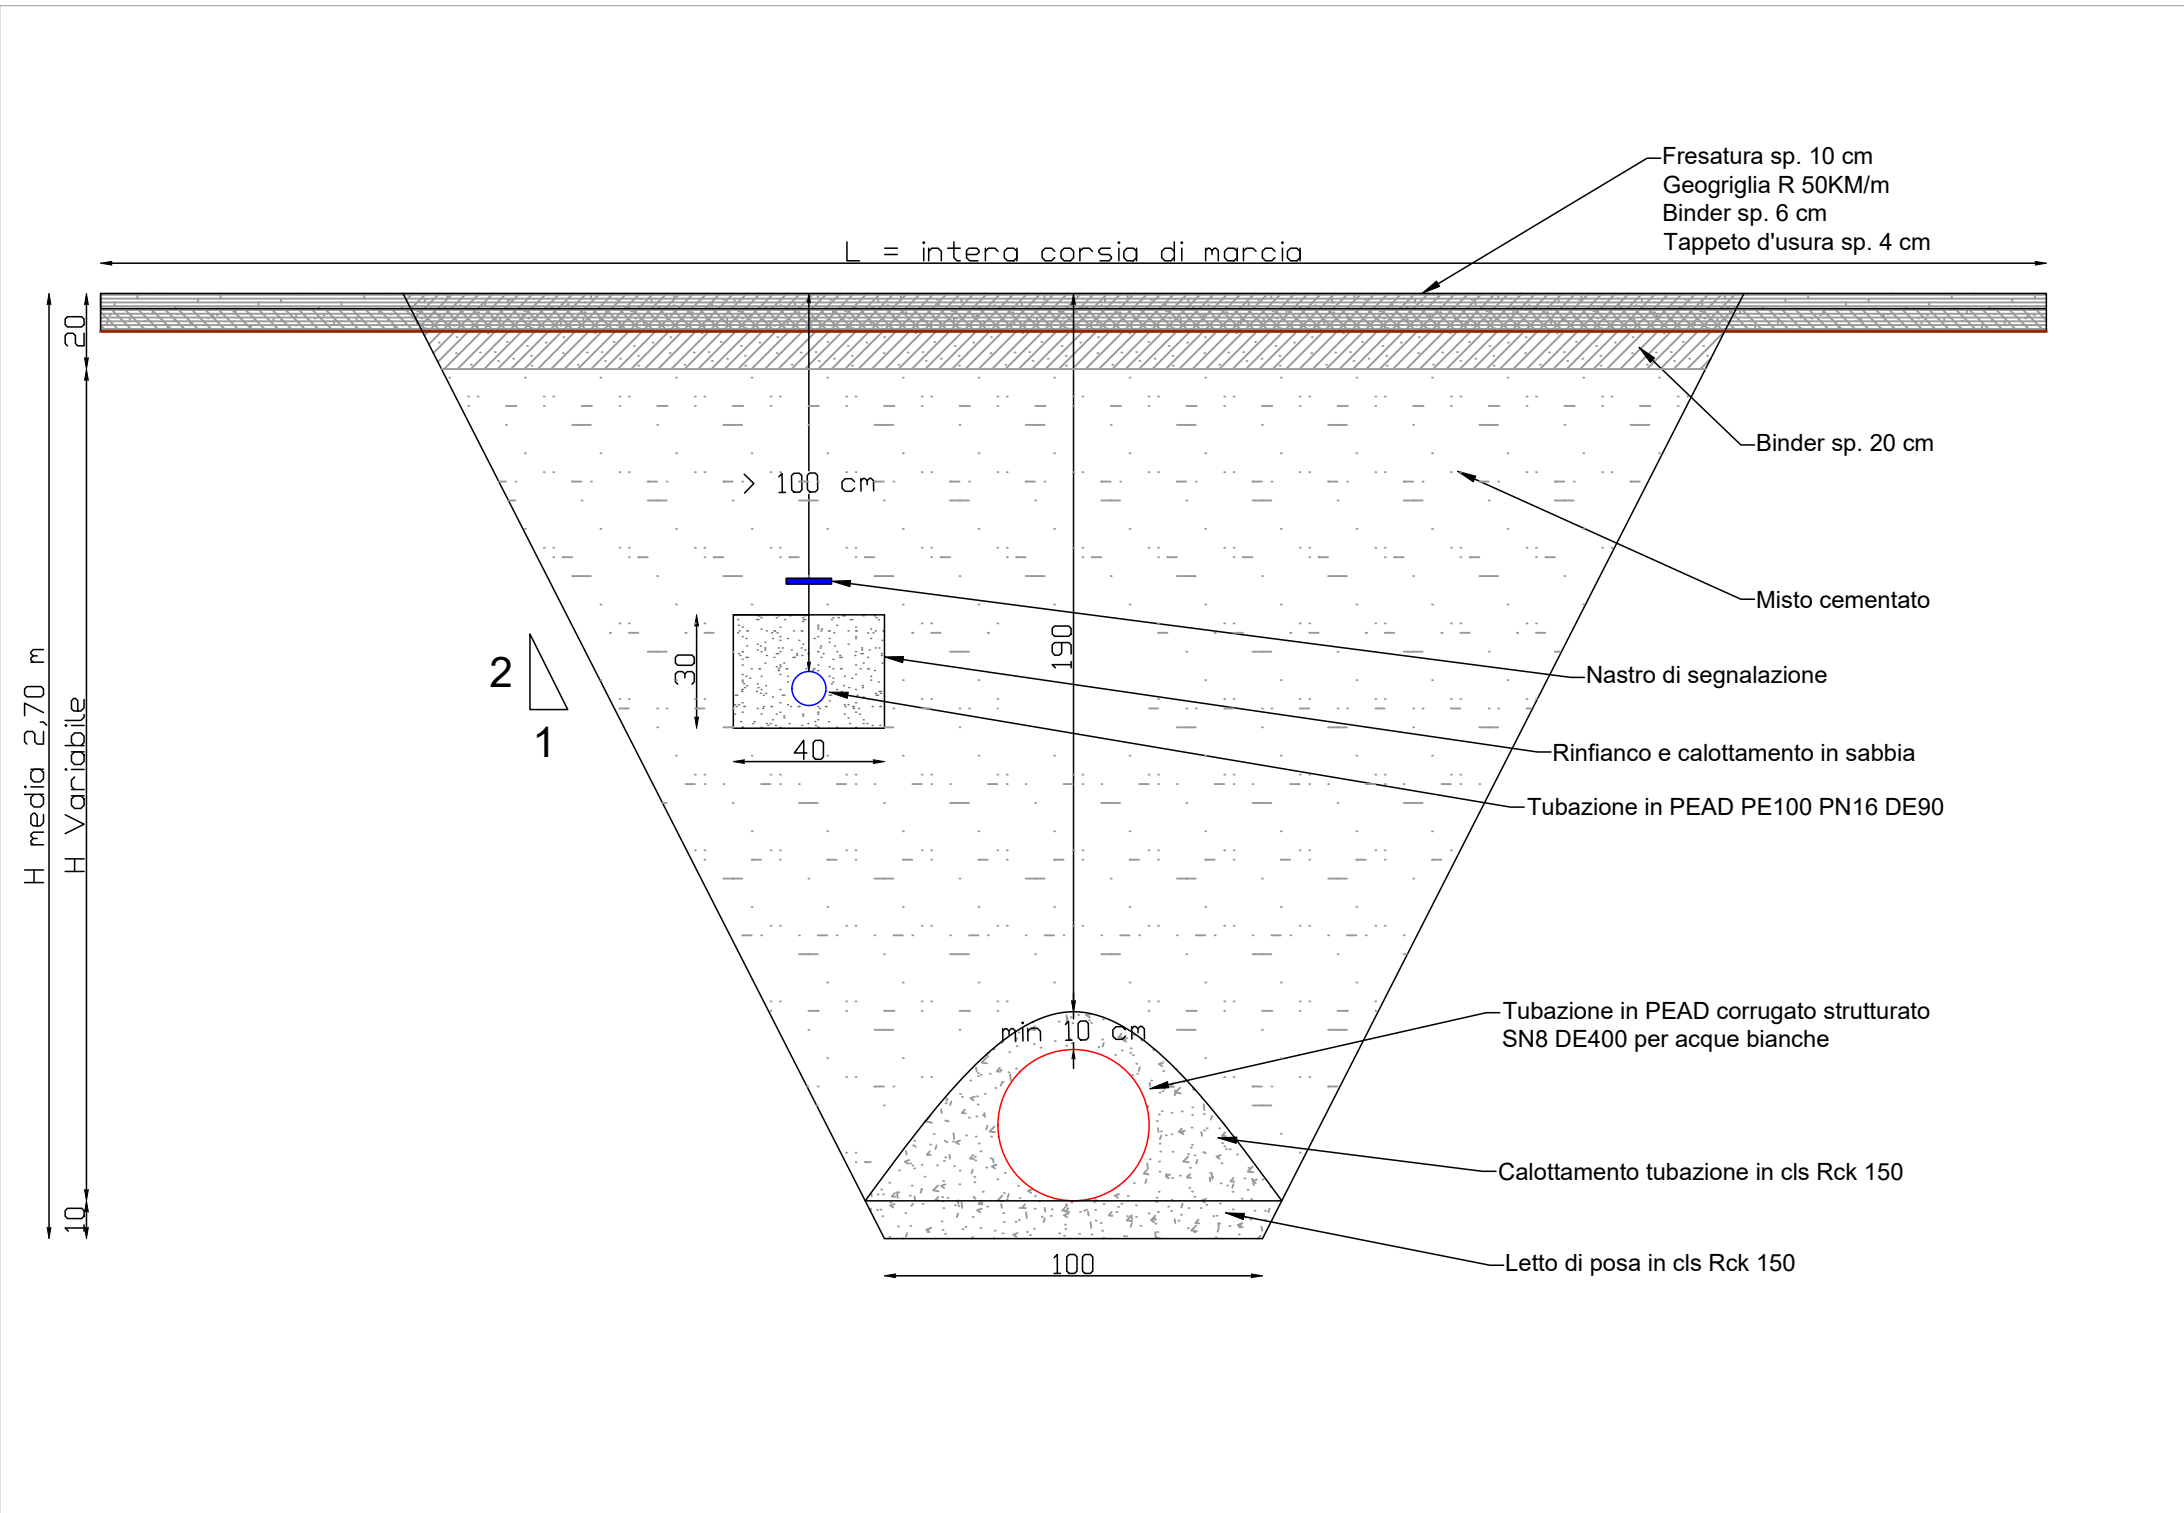 Fresatura sp. 10 cm
Geogriglia R 50KM/m
Binder sp. 6 cm
Tappeto d'usura sp. 4 cm
L = intera corsia di marcia
20
Binder sp. 20 cm
> 100 cm
Misto cementato
190
Nastro di segnalazione
30
2
1
H media 2,70 m
H Variabile
40
Rinfianco e calottamento in sabbia
Tubazione in PEAD PE100 PN16 DE90
min 10 cm
Tubazione in PEAD corrugato strutturato
SN8 DE400 per acque bianche
Calottamento tubazione in cls Rck 150
10
100
Letto di posa in cls Rck 150